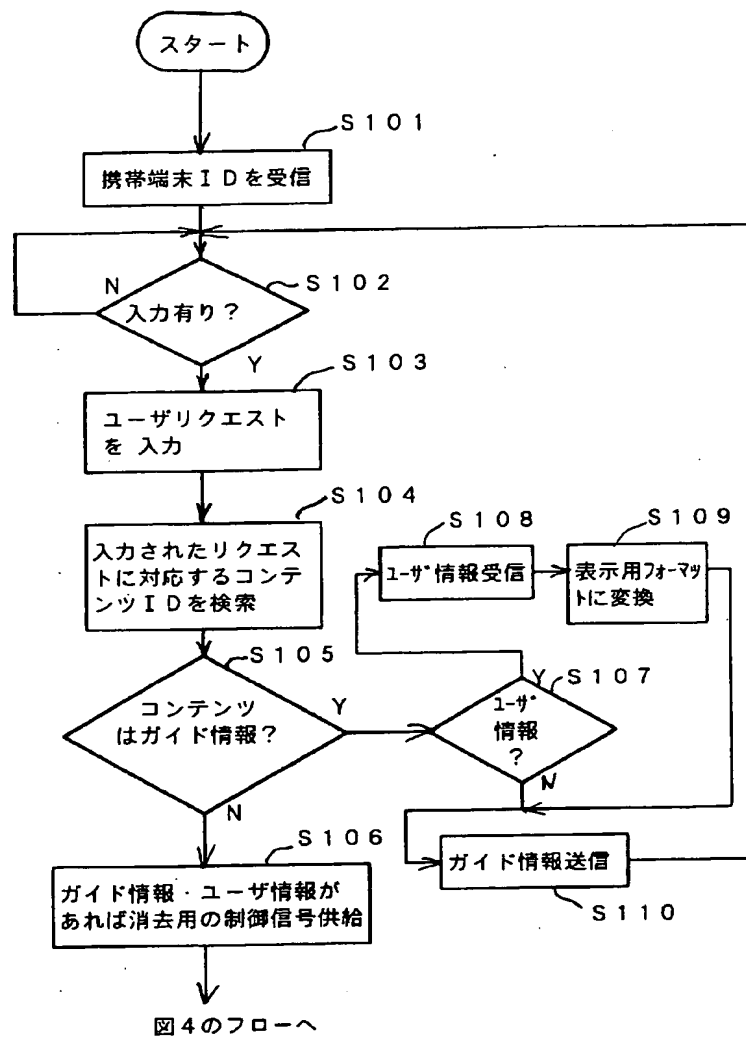 スタート
S101
携帯端末IDを受信
S102
N
入力有り?
Y
S103
ユーザリクエスト
を 入力
S104
入力されたリクエス
トに対応するコンテン
ツIDを検索
S105
コンテンツ
はガイド情報?
Y
N
S106
ガイド情報・ユーザ情報が
あれば消去用の制御信号供給
図4のフローへ
S107
Y
ユーザ
情報
?
N
S108
ユーザ情報受信
S109
表示用フォーマッ
トに変換
ガイド情報送信
S110